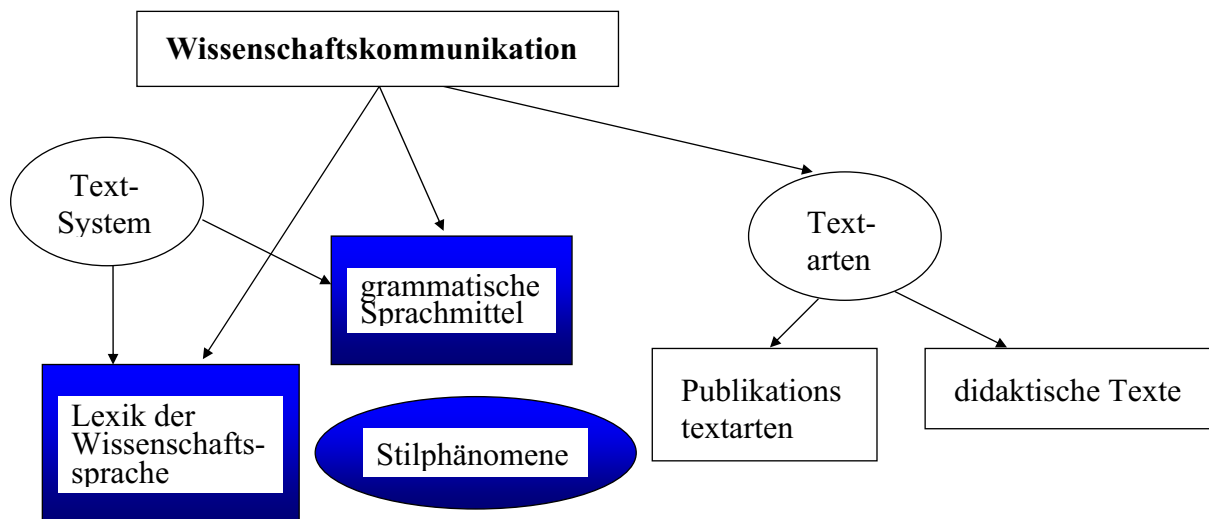 Wissenschaftskommunikation
Text-
System
Text-
arten
grammatische
Sprachmittel
Publikations
textarten
didaktische Texte
Lexik der
Wissenschafts-
sprache
Stilphänomene